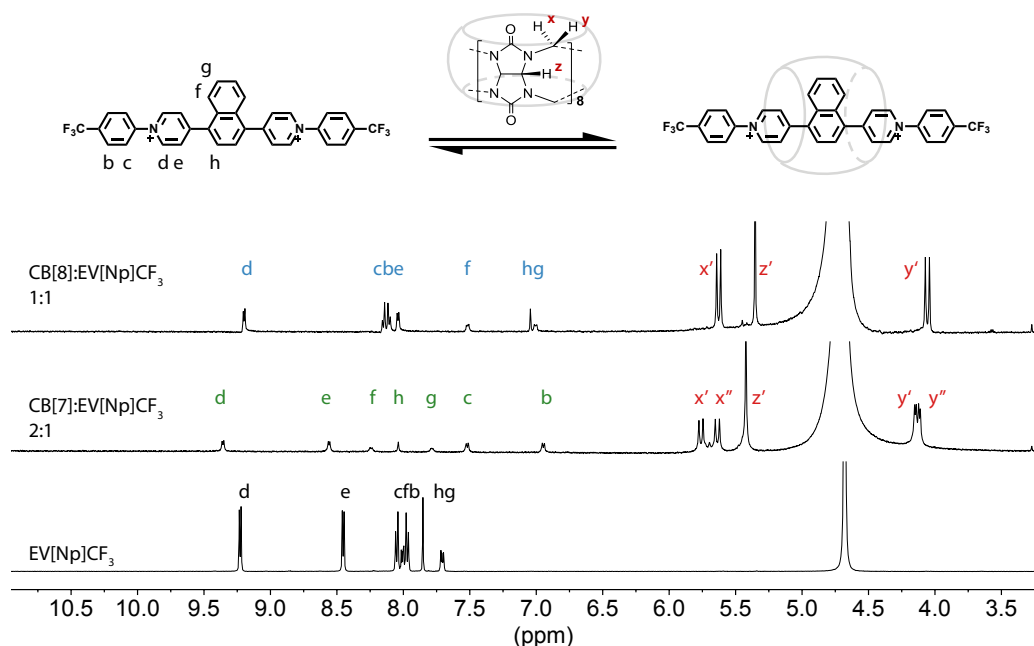 x y
H H
O
N N
H z
N N
8
O
g
f
F₃C N + N + CF₃
b c d e h
F₃C N + N + CF₃
CB[8]:EV[Np]CF₃
1:1
d cbe f hg x’ z’ y‘
CB[7]:EV[Np]CF₃
2:1
d e f h g c b x’ x” z’ y‘ y”
EV[Np]CF₃
d e cfb hg
10.5 10.0 9.5 9.0 8.5 8.0 7.5 7.0 6.5 6.0 5.5 5.0 4.5 4.0 3.5
(ppm)